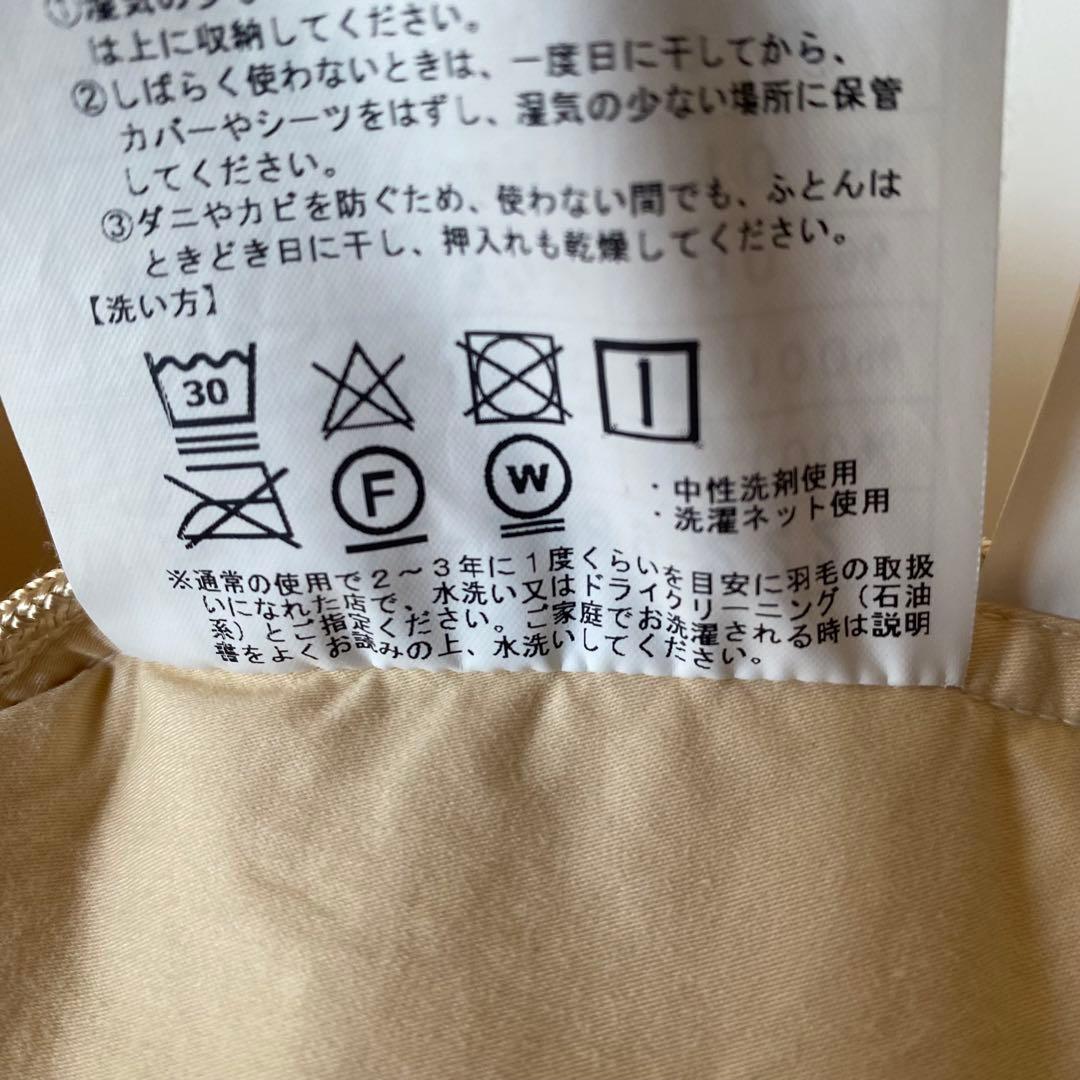 ①湿気の少ない
は上に収納してください。
②しばらく使わないときは、一度日に干してから、
カバーやシーツをはずし、湿気の少ない場所に保管
してください。
③ダニやカビを防ぐため、使わない間でも、ふとんは
ときどき日に干し、押入れも乾燥してください。
【洗い方】
30
F
W
・中性洗剤使用
・洗濯ネット使用
※通常の使用で2～3年に1度くらいを目安に羽毛の取扱
いになれた店で、水洗い又はドライクリーニング（石油
系）とご指定ください。ご家庭でお洗濯される時は説明
書をよくお読みの上、水洗いしてください。